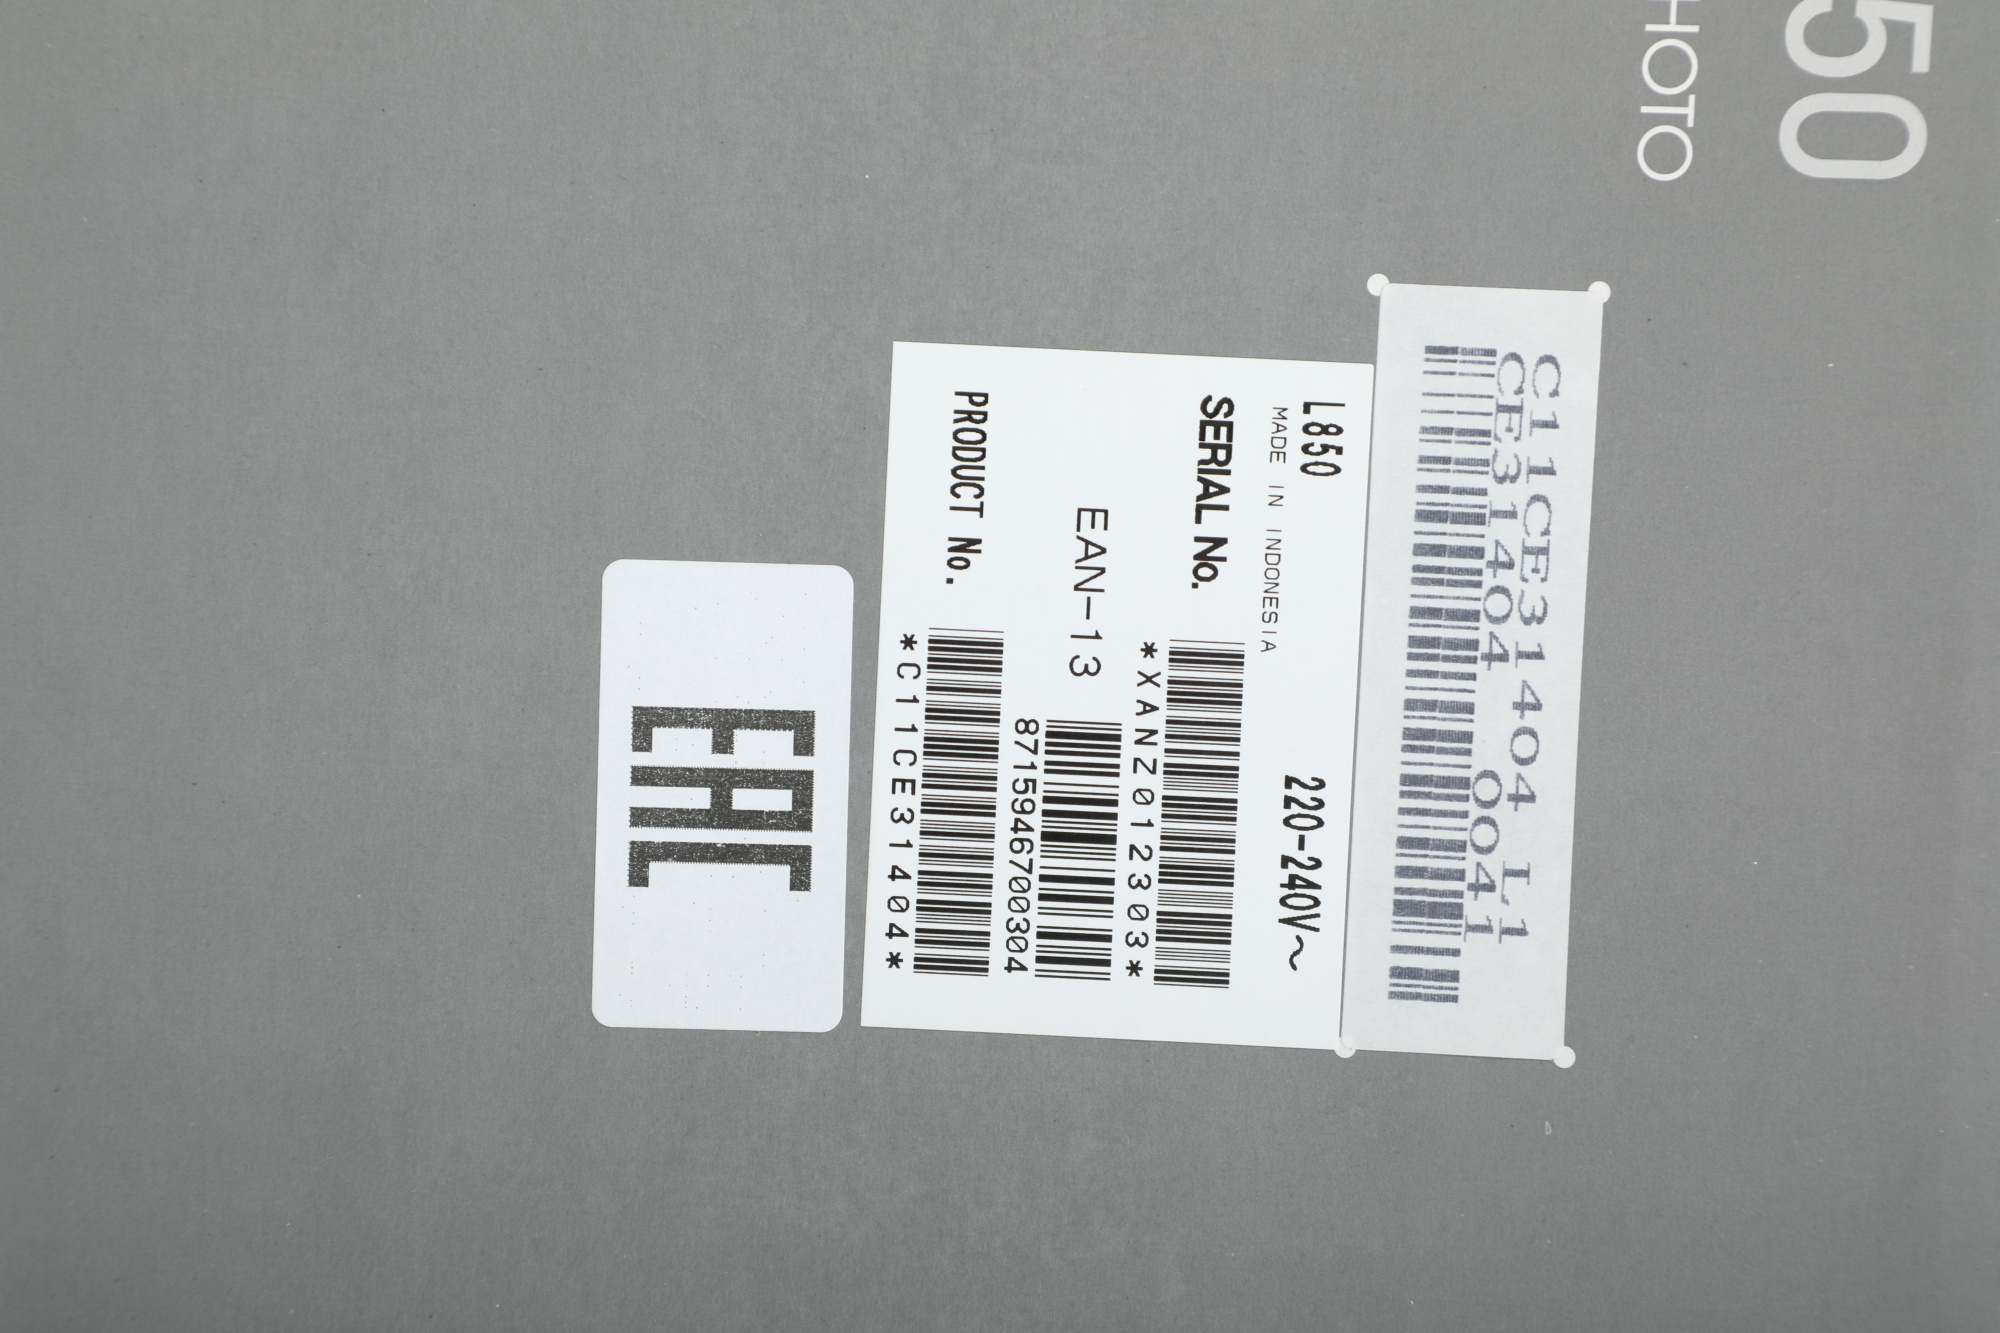 50
HOTO
C11CE31404 L1
CE31404 0041
L850 220-240V~
MADE IN INDONESIA
SERIAL No.
*XANZ012303*
EAN-13
8715946700304
PRODUCT No.
*C11CE31404*
EAC